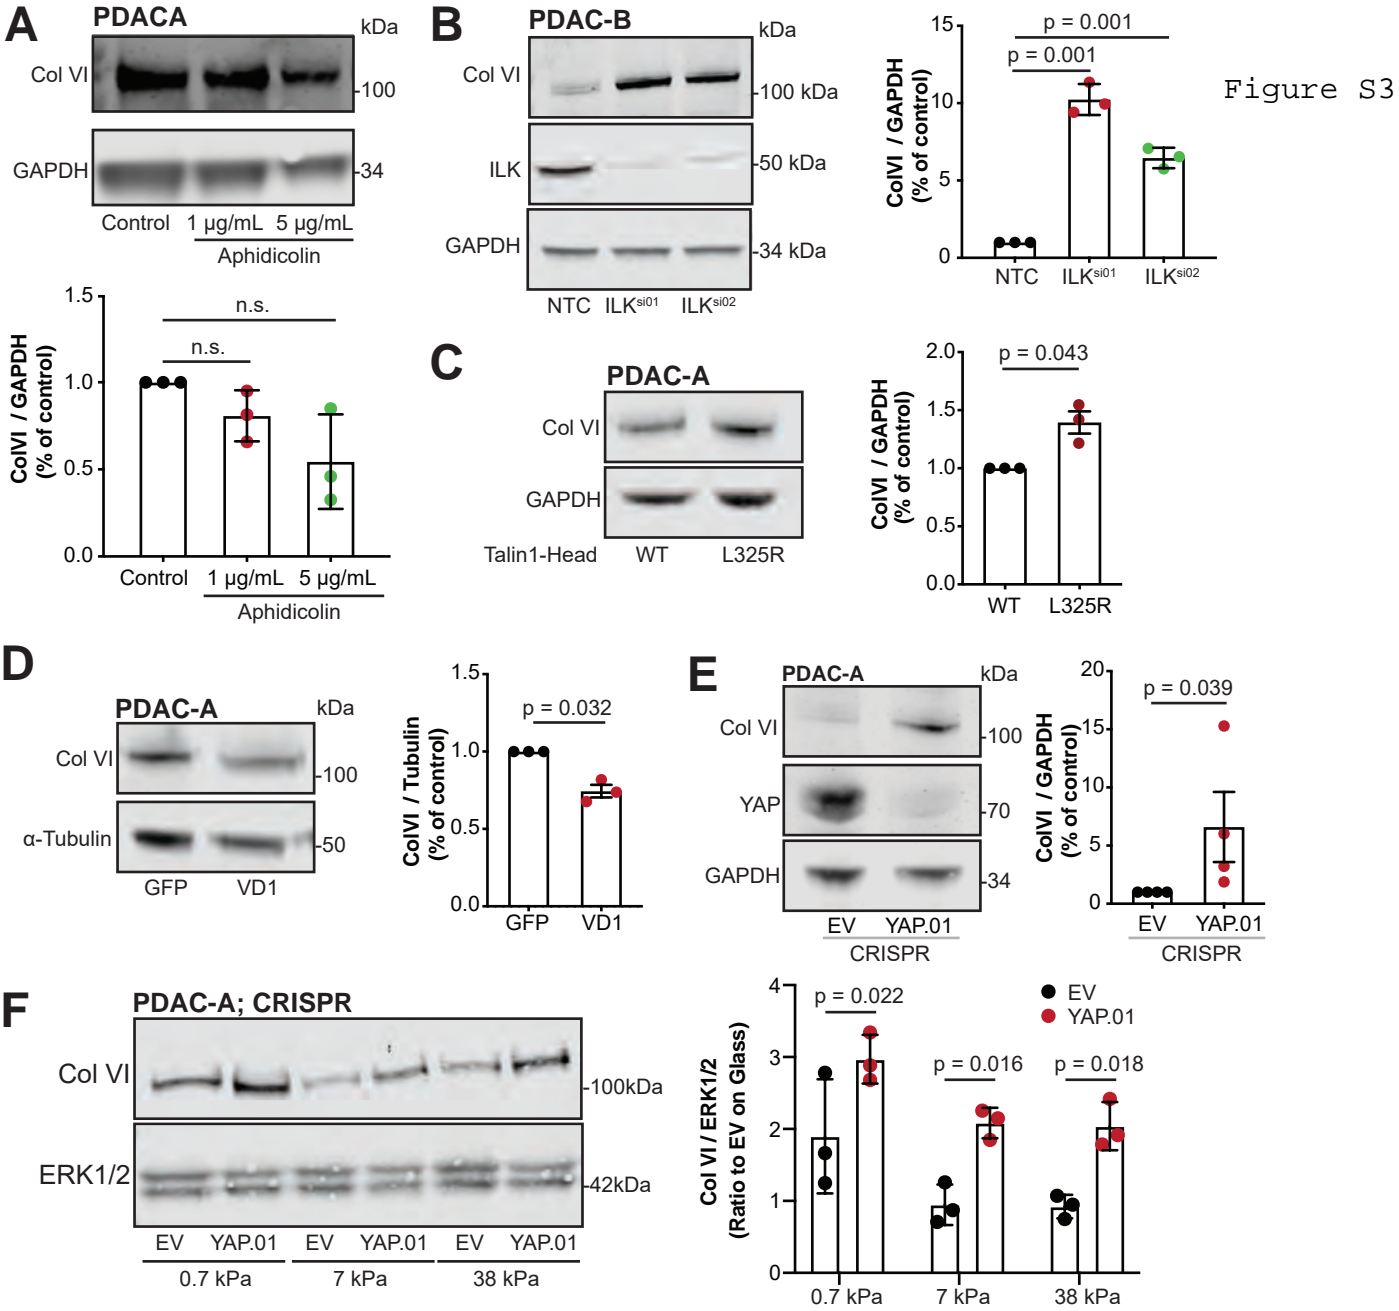 A
PDACA
kDa
Col VI
-100
GAPDH
-34
Control 1 µg/mL 5 µg/mL
Aphidicolin
1.5
1.0
0.5
0.0
ColVI / GAPDH
(% of control)
n.s.
n.s.
Control 1 µg/mL 5 µg/mL
Aphidicolin
B
PDAC-B
kDa
Col VI
-100 kDa
ILK
-50 kDa
GAPDH
-34 kDa
NTC ILKsi01 ILKsi02
15
10
5
0
ColVI / GAPDH
(% of control)
p = 0.001
p = 0.001
NTC ILKsi01 ILKsi02
Figure S3
C
PDAC-A
Col VI
GAPDH
Talin1-Head WT L325R
2.0
1.5
1.0
0.5
0.0
ColVI / GAPDH
(% of control)
p = 0.043
WT L325R
D
PDAC-A
kDa
Col VI
-100
α-Tubulin
-50
GFP VD1
1.5
1.0
0.5
0.0
ColVI / Tubulin
(% of control)
p = 0.032
GFP VD1
E
PDAC-A
kDa
Col VI
-100
YAP
-70
GAPDH
-34
EV YAP.01
CRISPR
20
15
10
5
0
ColVI / GAPDH
(% of control)
p = 0.039
EV YAP.01
CRISPR
F
PDAC-A; CRISPR
Col VI
-100kDa
ERK1/2
-42kDa
EV YAP.01 EV YAP.01 EV YAP.01
0.7 kPa 7 kPa 38 kPa
4
3
2
1
0
Col VI / ERK1/2
(Ratio to EV on Glass)
p = 0.022
p = 0.016
p = 0.018
EV
YAP.01
0.7 kPa 7 kPa 38 kPa